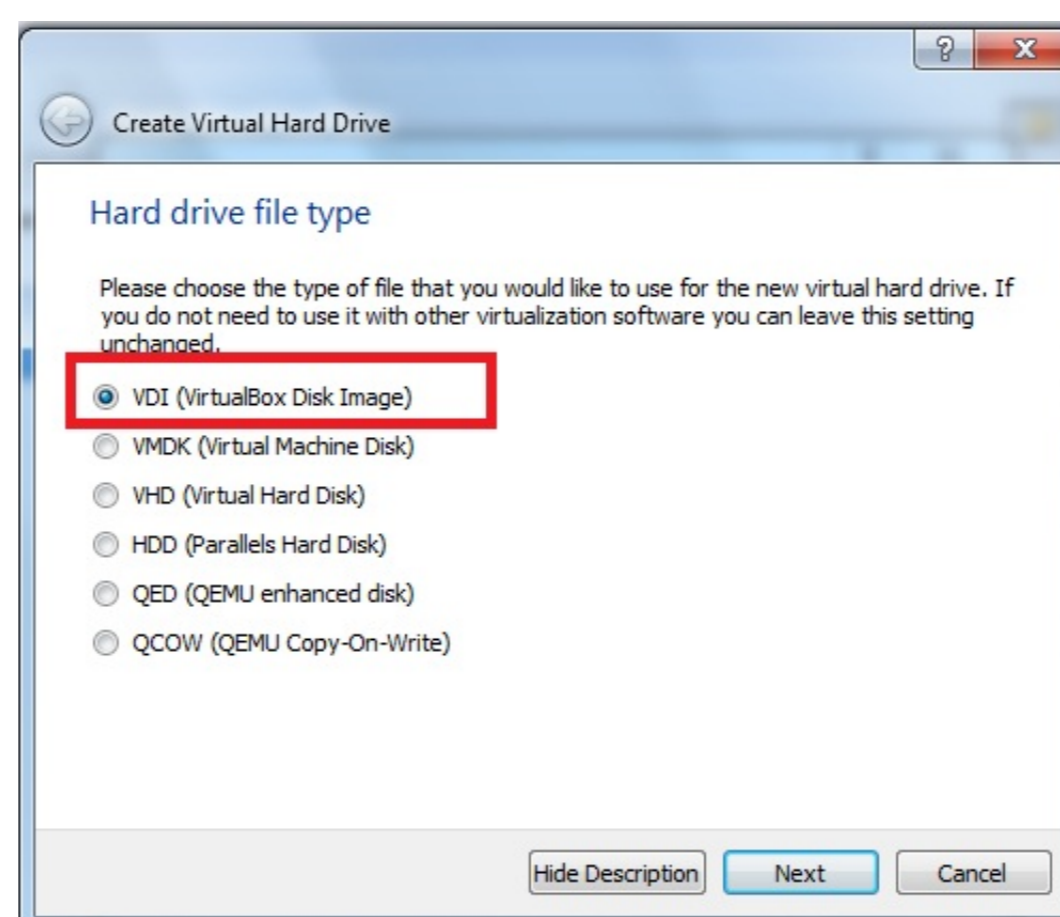 ?
X
Create Virtual Hard Drive
Hard drive file type
Please choose the type of file that you would like to use for the new virtual hard drive. If
you do not need to use it with other virtualization software you can leave this setting
unchanged.
VDI (VirtualBox Disk Image)
VMDK (Virtual Machine Disk)
VHD (Virtual Hard Disk)
HDD (Parallels Hard Disk)
QED (QEMU enhanced disk)
QCOW (QEMU Copy-On-Write)
Hide Description Next Cancel